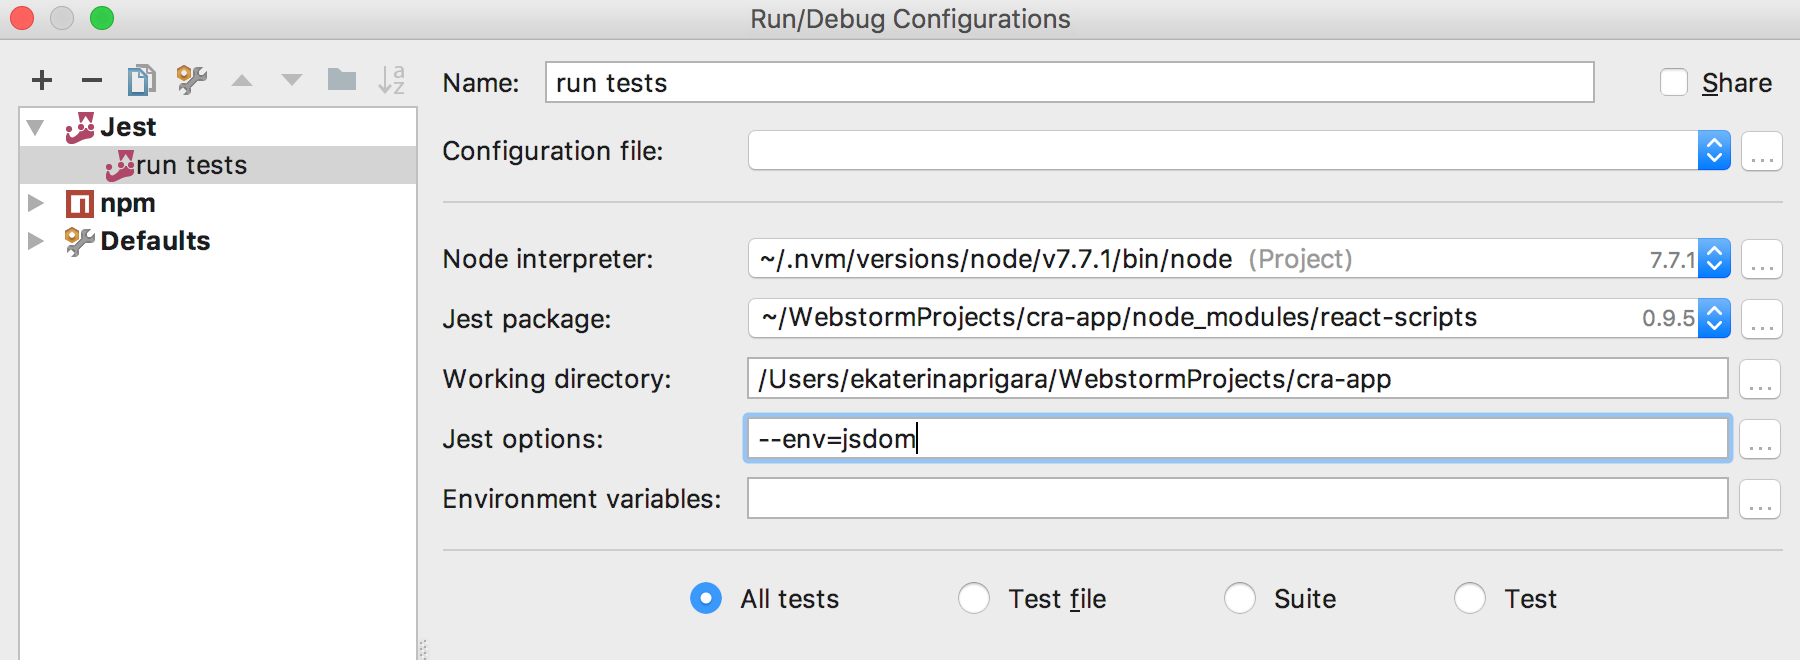 Run/Debug Configurations
Name: run tests Share
Jest
run tests
npm
Defaults
Configuration file: ...
Node interpreter: ~/.nvm/versions/node/v7.7.1/bin/node (Project) 7.7.1 ...
Jest package: ~/WebstormProjects/cra-app/node_modules/react-scripts 0.9.5 ...
Working directory: /Users/ekaterinaprigara/WebstormProjects/cra-app ...
Jest options: --env=jsdom ...
Environment variables: ...
All tests Test file Suite Test